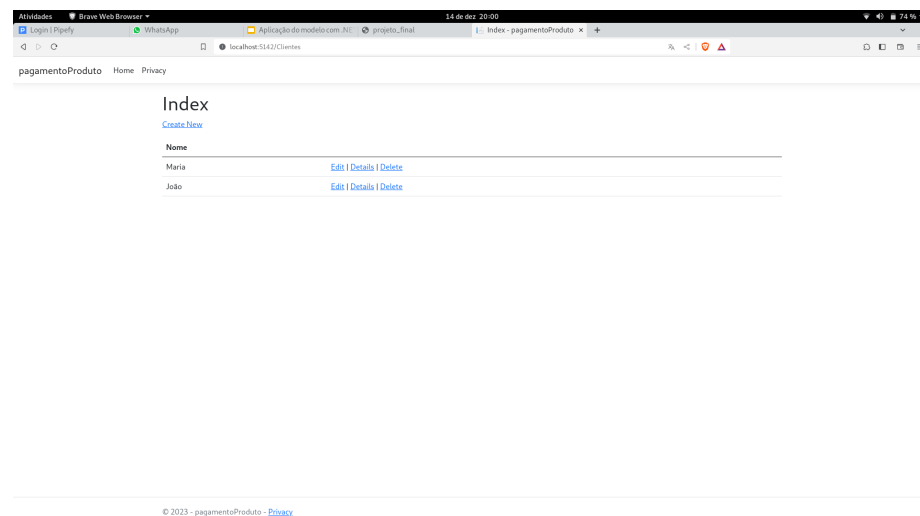 Atividades Brave Web Browser 14 de dez 20:00 74 %
Login | Pipefy WhatsApp Aplicação do modelo com .NE projeto_final Index - pagamentoProduto × +
localhost:5142/Clientes
pagamentoProduto Home Privacy
Index
Create New
Nome
Maria Edit | Details | Delete
João Edit | Details | Delete
© 2023 - pagamentoProduto - Privacy